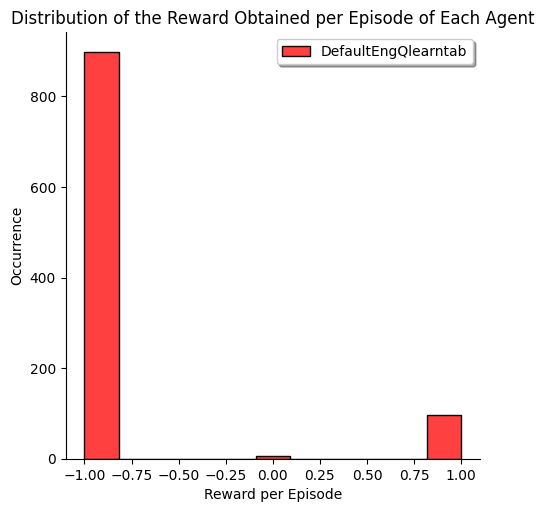 Distribution of the Reward Obtained per Episode of Each Agent
DefaultEngQlearntab
800
600
400
200
0
Occurrence
−1.00 −0.75 −0.50 −0.25 0.00 0.25 0.50 0.75 1.00
Reward per Episode